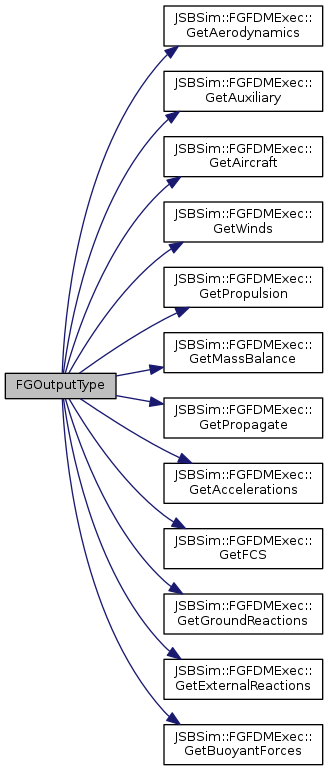 JSBSim::FGFDMExec::
GetAerodynamics
JSBSim::FGFDMExec::
GetAuxiliary
JSBSim::FGFDMExec::
GetAircraft
JSBSim::FGFDMExec::
GetWinds
JSBSim::FGFDMExec::
GetPropulsion
JSBSim::FGFDMExec::
GetMassBalance
FGOutputType
JSBSim::FGFDMExec::
GetPropagate
JSBSim::FGFDMExec::
GetAccelerations
JSBSim::FGFDMExec::
GetFCS
JSBSim::FGFDMExec::
GetGroundReactions
JSBSim::FGFDMExec::
GetExternalReactions
JSBSim::FGFDMExec::
GetBuoyantForces